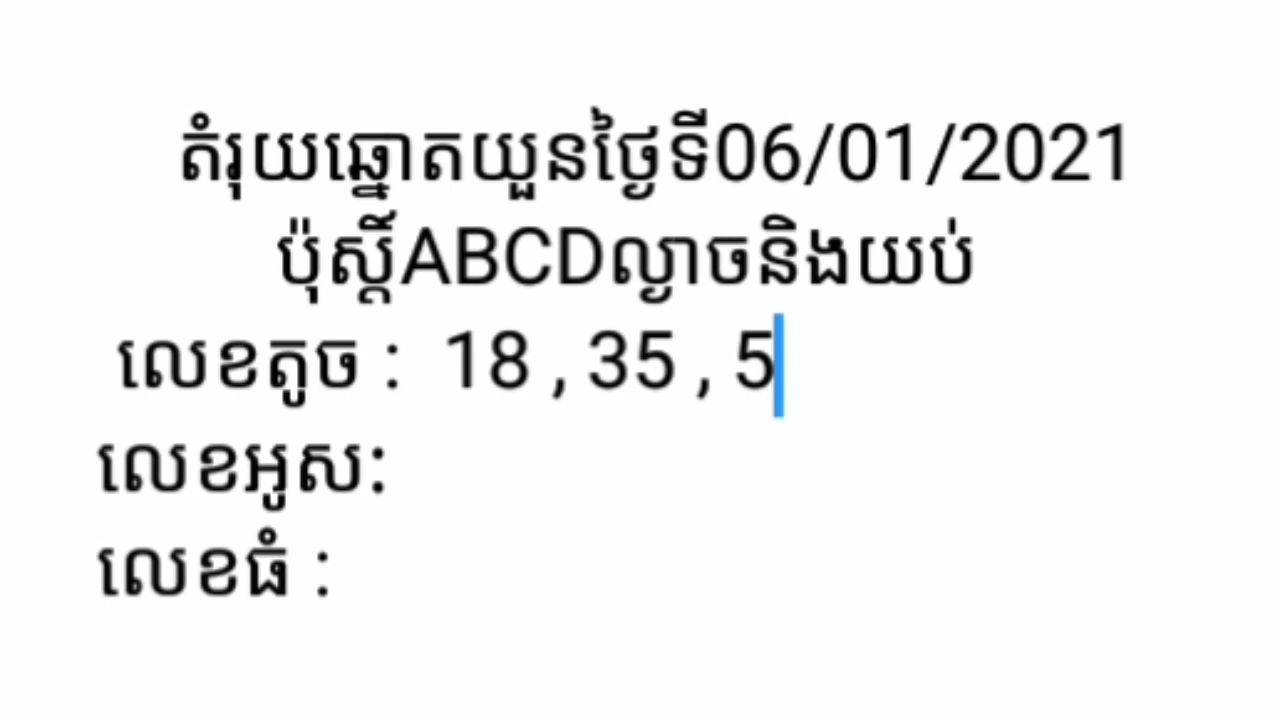 តំរុយឆ្នោតយួនថ្ងៃទី06/01/2021
ប៉ុស្តិ៍ABCDល្ងាចនិងយប់
លេខតូច : 18 , 35 , 5
លេខអូស:
លេខធំ :